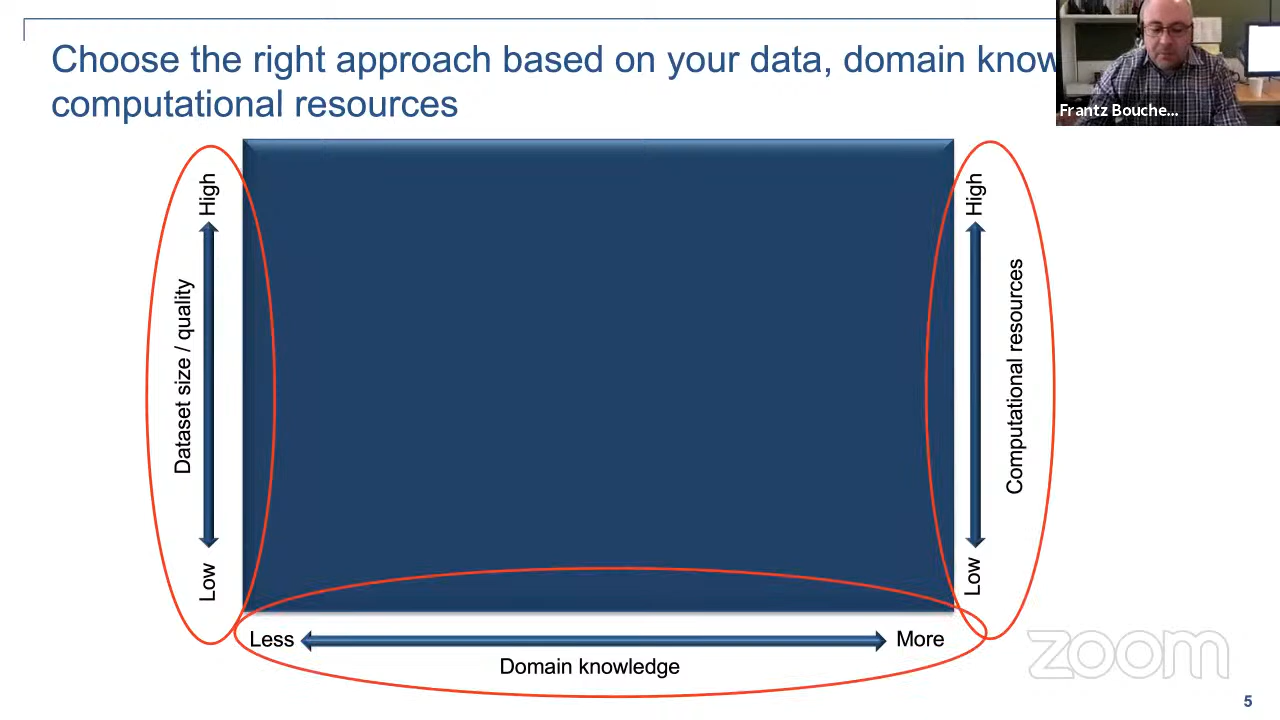 Choose the right approach based on your data, domain know
computational resources
Frantz Bouche...
High
Dataset size / quality
Low
High
Computational resources
Low
Less
More
Domain knowledge
zoom
5